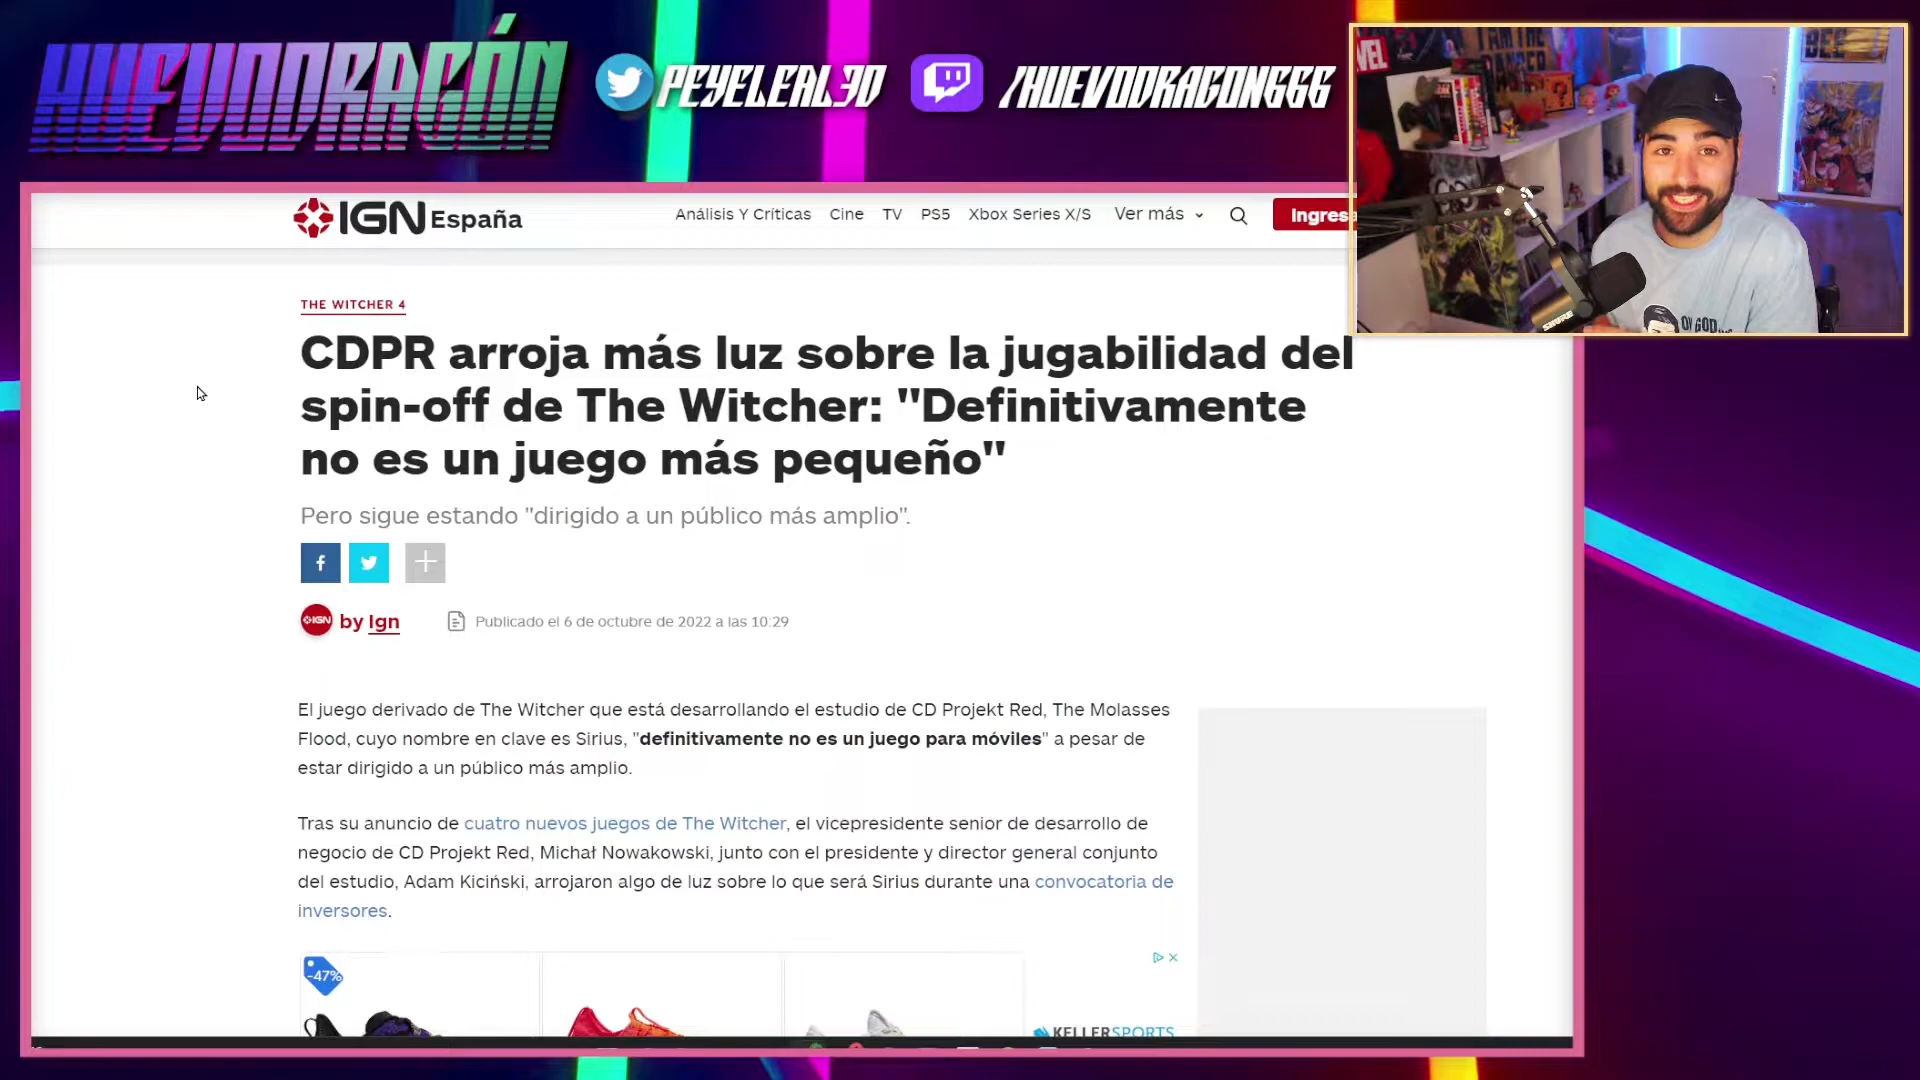 HUEVODRAGÓN
PEYELEAL3D
/HUEVODRAGON666
VEL
SHURE
IGN España
Análisis Y Críticas Cine TV PS5 Xbox Series X/S Ver más
Ingres
THE WITCHER 4
CDPR arroja más luz sobre la jugabilidad del
spin-off de The Witcher: "Definitivamente
no es un juego más pequeño"
Pero sigue estando "dirigido a un público más amplio".
IGN
by Ign
Publicado el 6 de octubre de 2022 a las 10:29
El juego derivado de The Witcher que está desarrollando el estudio de CD Projekt Red, The Molasses
Flood, cuyo nombre en clave es Sirius, "definitivamente no es un juego para móviles" a pesar de
estar dirigido a un público más amplio.
Tras su anuncio de cuatro nuevos juegos de The Witcher, el vicepresidente senior de desarrollo de
negocio de CD Projekt Red, Michał Nowakowski, junto con el presidente y director general conjunto
del estudio, Adam Kiciński, arrojaron algo de luz sobre lo que será Sirius durante una convocatoria de
inversores.
-47%
KELLERSPORTS